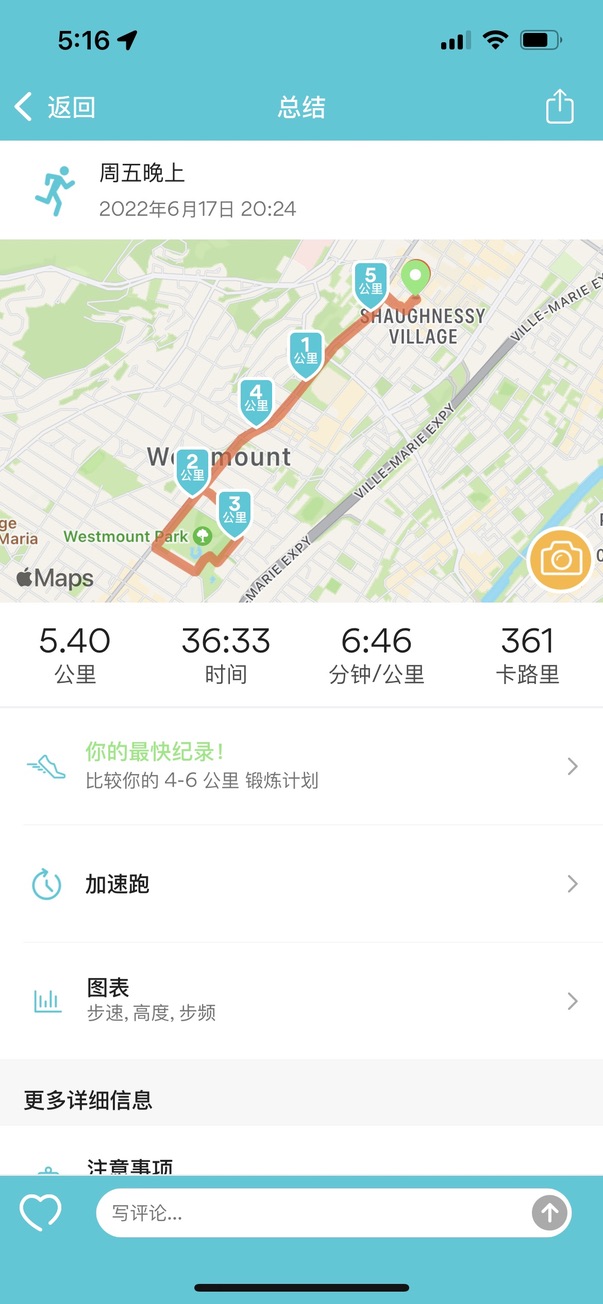 5:16
返回
总结
周五晚上
2022年6月17日 20:24
5
公里
SHAUGHNESSY
VILLAGE
VILLE-MARIE EX
1
公里
4
公里
VILLE-MARIE EXPY
Westmount
2
公里
3
公里
Westmount Park
ge
Maria
-MARIE EXPY
Maps
5.40
36:33
6:46
361
公里
时间
分钟/公里
卡路里
你的最快纪录!
比较你的 4-6 公里 锻炼计划
加速跑
图表
步速, 高度, 步频
更多详细信息
注意事项
写评论...